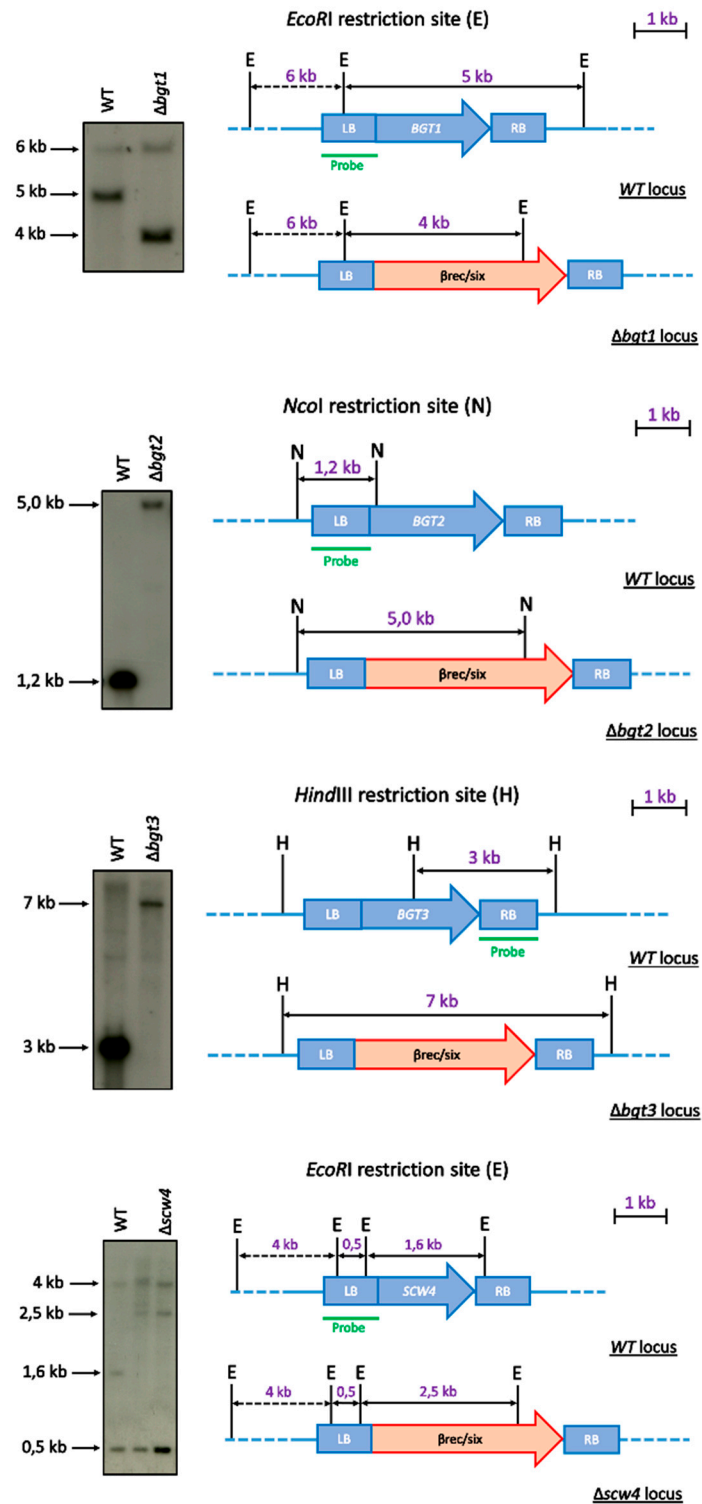 EcoRI restriction site (E)
1 kb
WT
Δbgt1
6 kb
5 kb
4 kb
E
E
E
6 kb
5 kb
LB
BGT1
RB
Probe
WT locus
E
E
E
6 kb
4 kb
LB
βrec/six
RB
Δbgt1 locus
NcoI restriction site (N)
1 kb
WT
Δbgt2
5,0 kb
1,2 kb
N
N
1,2 kb
LB
BGT2
RB
Probe
WT locus
N
N
5,0 kb
LB
βrec/six
RB
Δbgt2 locus
HindIII restriction site (H)
1 kb
WT
Δbgt3
7 kb
3 kb
H
H
H
3 kb
LB
BGT3
RB
Probe
WT locus
H
H
7 kb
LB
βrec/six
RB
Δbgt3 locus
EcoRI restriction site (E)
1 kb
WT
Δscw4
4 kb
2,5 kb
1,6 kb
0,5 kb
E
E
E
E
4 kb
0,5
1,6 kb
LB
SCW4
RB
Probe
WT locus
E
E
E
E
4 kb
0,5
2,5 kb
LB
βrec/six
RB
Δscw4 locus